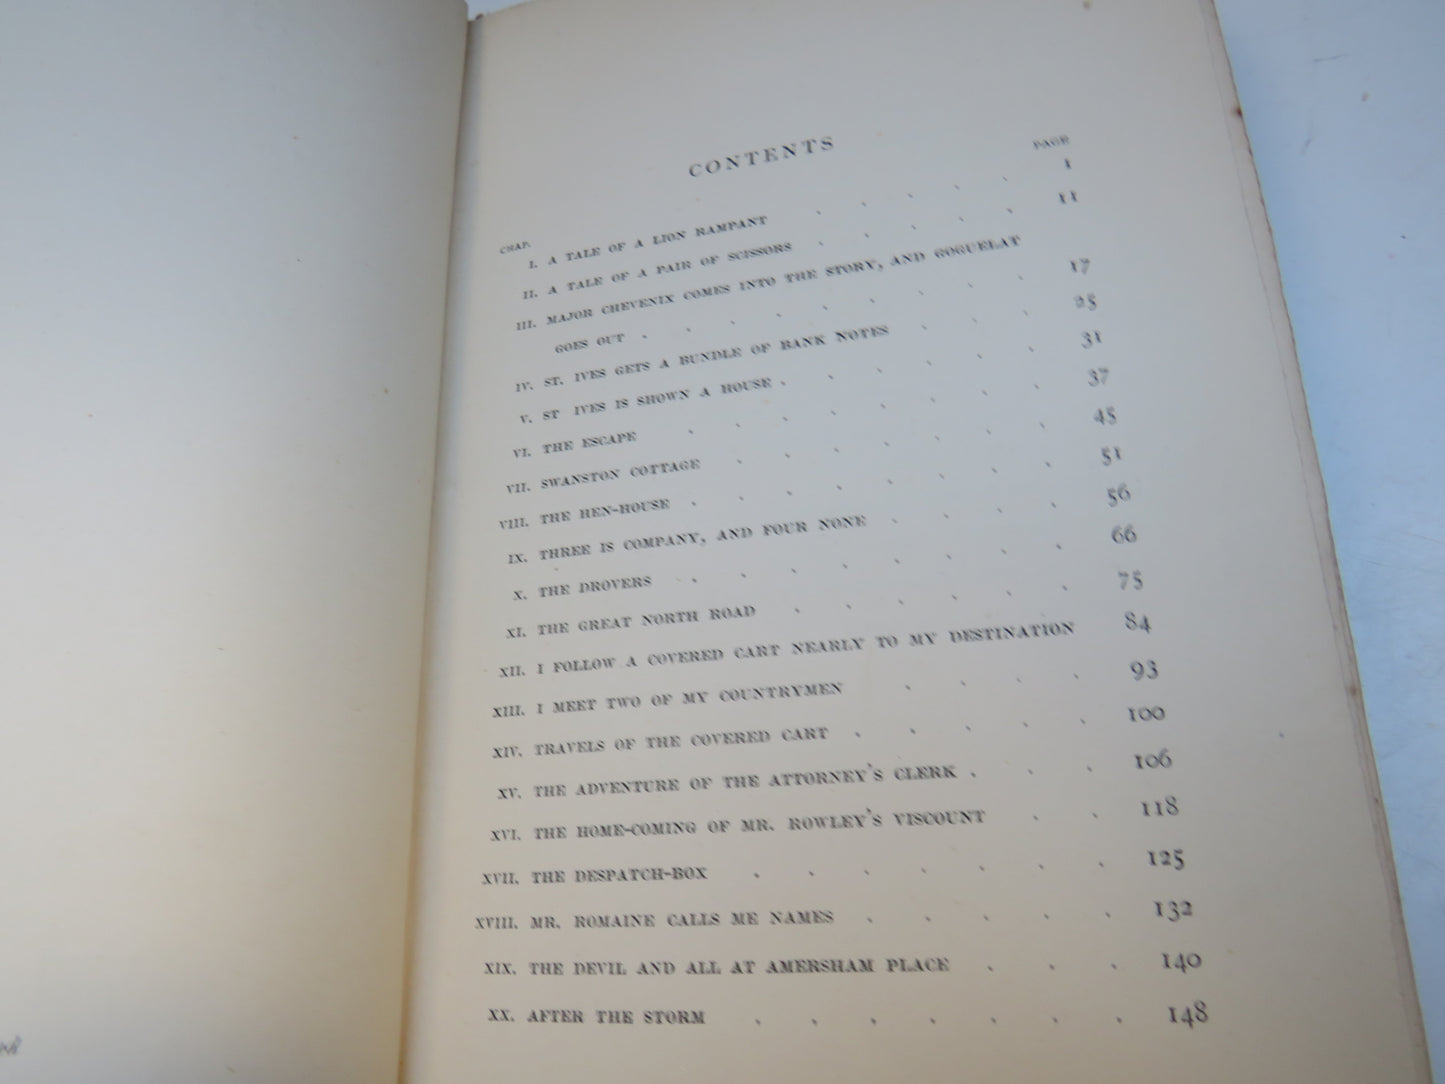 CONTENTS
CHAP. PAGE
I. A TALE OF A LION RAMPANT . . . . . 1
II. A TALE OF A PAIR OF SCISSORS . . . . . 11
III. MAJOR CHEVENIX COMES INTO THE STORY, AND GOGUELAT
GOES OUT . . . . . . . . . 17
IV. ST. IVES GETS A BUNDLE OF BANK NOTES . . . 25
V. ST IVES IS SHOWN A HOUSE . . . . . . 31
VI. THE ESCAPE . . . . . . . . 37
VII. SWANSTON COTTAGE . . . . . . . 45
VIII. THE HEN-HOUSE . . . . . . . . 51
IX. THREE IS COMPANY, AND FOUR NONE . . . . 56
X. THE DROVERS . . . . . . . . 66
XI. THE GREAT NORTH ROAD . . . . . . 75
XII. I FOLLOW A COVERED CART NEARLY TO MY DESTINATION 84
XIII. I MEET TWO OF MY COUNTRYMEN . . . . 93
XIV. TRAVELS OF THE COVERED CART . . . . . 100
XV. THE ADVENTURE OF THE ATTORNEY'S CLERK . . . 106
XVI. THE HOME-COMING OF MR. ROWLEY'S VISCOUNT . . 118
XVII. THE DESPATCH-BOX . . . . . . . 125
XVIII. MR. ROMAINE CALLS ME NAMES . . . . . 132
XIX. THE DEVIL AND ALL AT AMERSHAM PLACE . . . 140
XX. AFTER THE STORM . . . . . . . 148